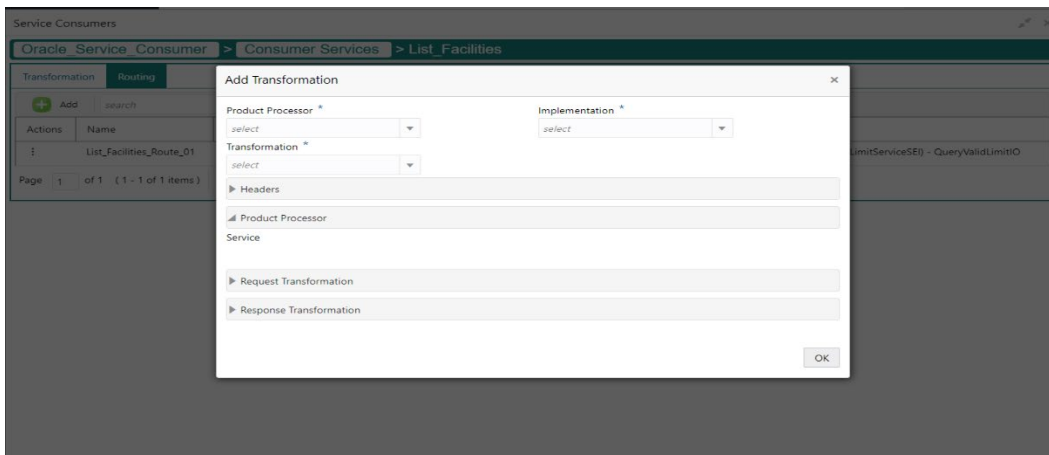 Service Consumers
Oracle_Service_Consumer > Consumer Services > List_Facilities
Transformation Routing
Add Transformation
Add search
Product Processor * Implementation *
select select
Actions Name
Transformation *
List_Facilities_Route_01 LimitServiceSEI) - QueryValidLimitIO
select
Page 1 of 1 (1 - 1 of 1 items)
Headers
Product Processor
Service
Request Transformation
Response Transformation
OK